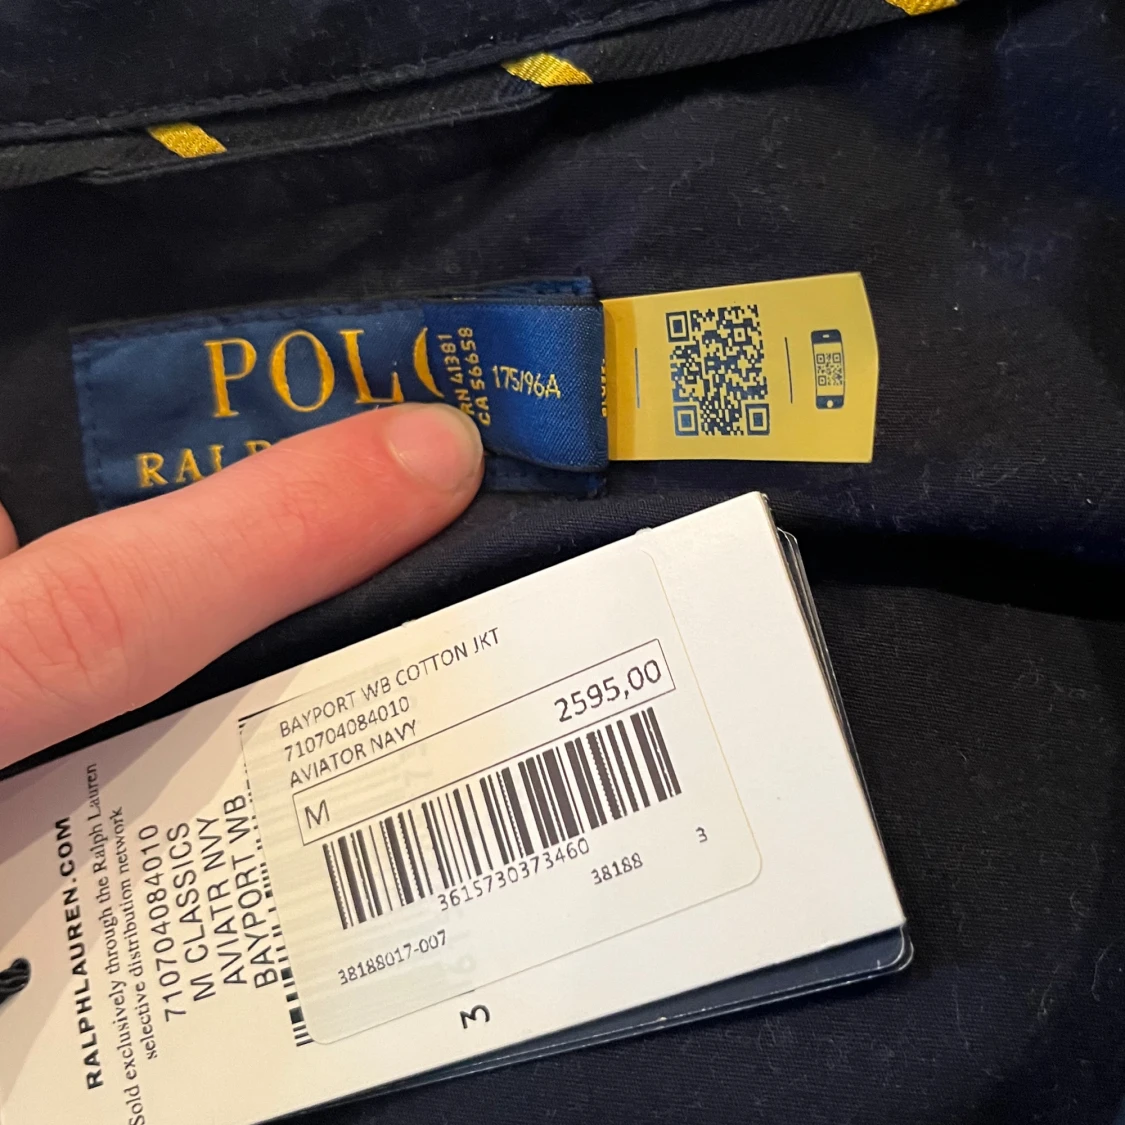 POL
RAL
RN 41381
CA 56658
175/96A
BAYPORT WB COTTON JKT
710704084010
AVIATOR NAVY
2595,00
M
3615730373460
38188
3
38188017-007
3
RALPHLAUREN.COM
Sold exclusively through the Ralph Lauren
selective distribution network
710704084010
M CLASSICS
AVIATR NVY
BAYPORT WB